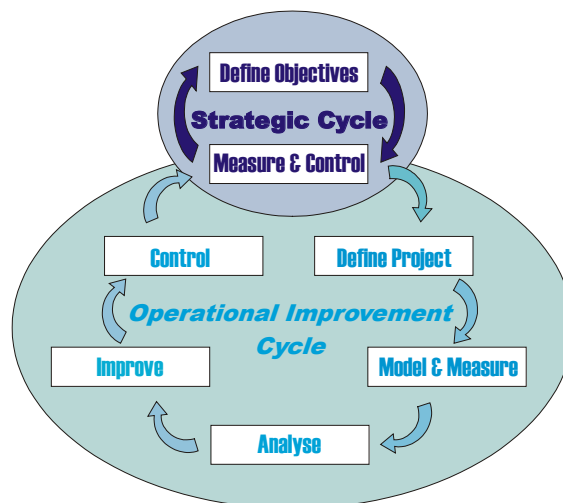 Define Objectives
Strategic Cycle
Measure & Control
Control
Define Project
Operational Improvement
Cycle
Improve
Model & Measure
Analyse